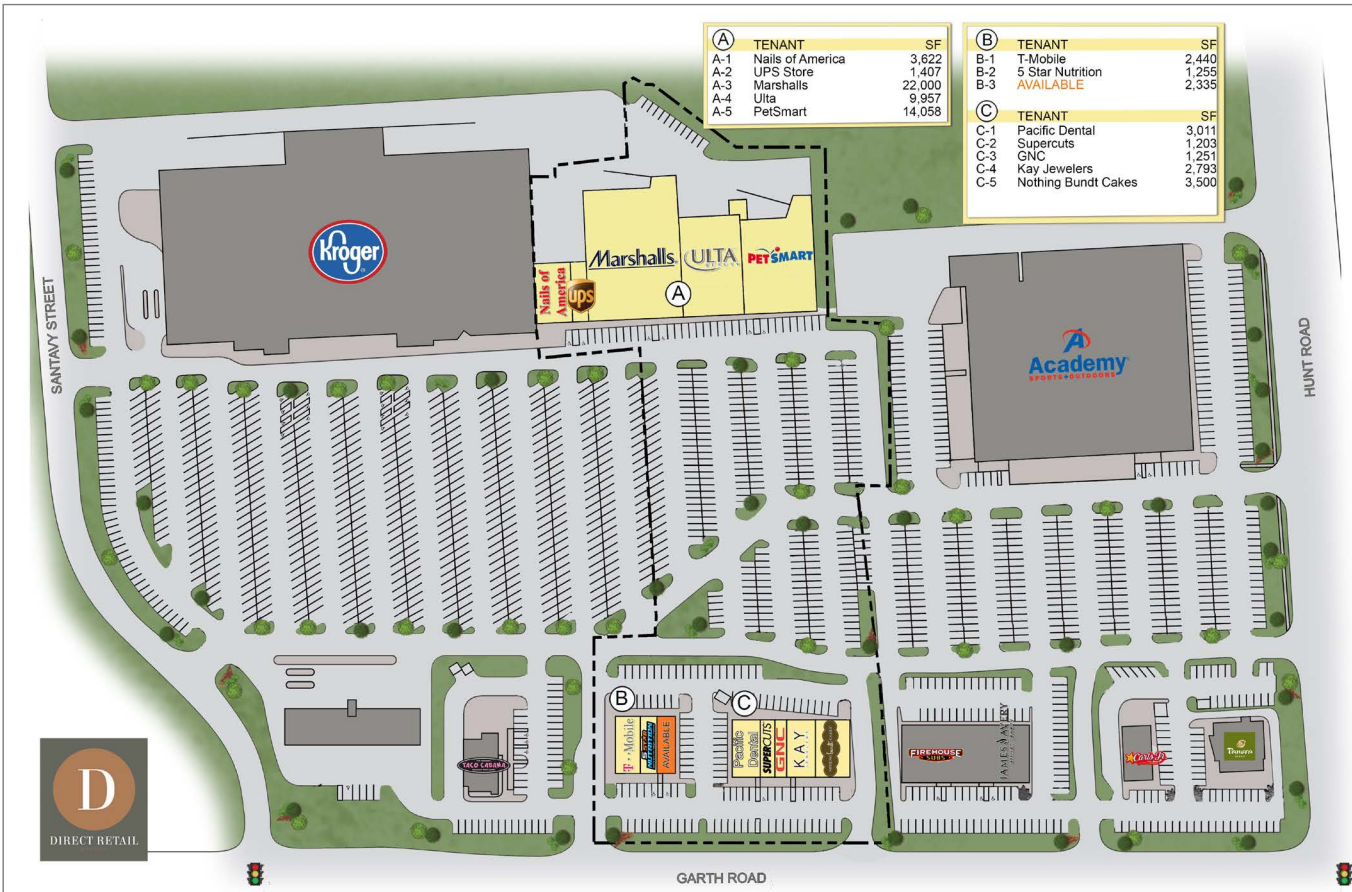 A TENANT SF
A-1 Nails of America 3,622
A-2 UPS Store 1,407
A-3 Marshalls 22,000
A-4 Ulta 9,957
A-5 PetSmart 14,058
B TENANT SF
B-1 T-Mobile 2,440
B-2 5 Star Nutrition 1,255
B-3 AVAILABLE 2,335
C TENANT SF
C-1 Pacific Dental 3,011
C-2 Supercuts 1,203
C-3 GNC 1,251
C-4 Kay Jewelers 2,793
C-5 Nothing Bundt Cakes 3,500
SANTAVY STREET
HUNT ROAD
Kroger
Nails of
America
ups
Marshalls
ULTA
PETSMART
A
Academy
SPORTS+OUTDOORS
B
T-Mobile
5 STAR
NUTRITION
AVAILABLE
C
Pacific
Dental
SUPERCUTS
GNC
KAY
TACO CABANA
FIREHOUSE
SUBS
JAMES AVERY
Carl's Jr.
Panera
D
DIRECT RETAIL
GARTH ROAD